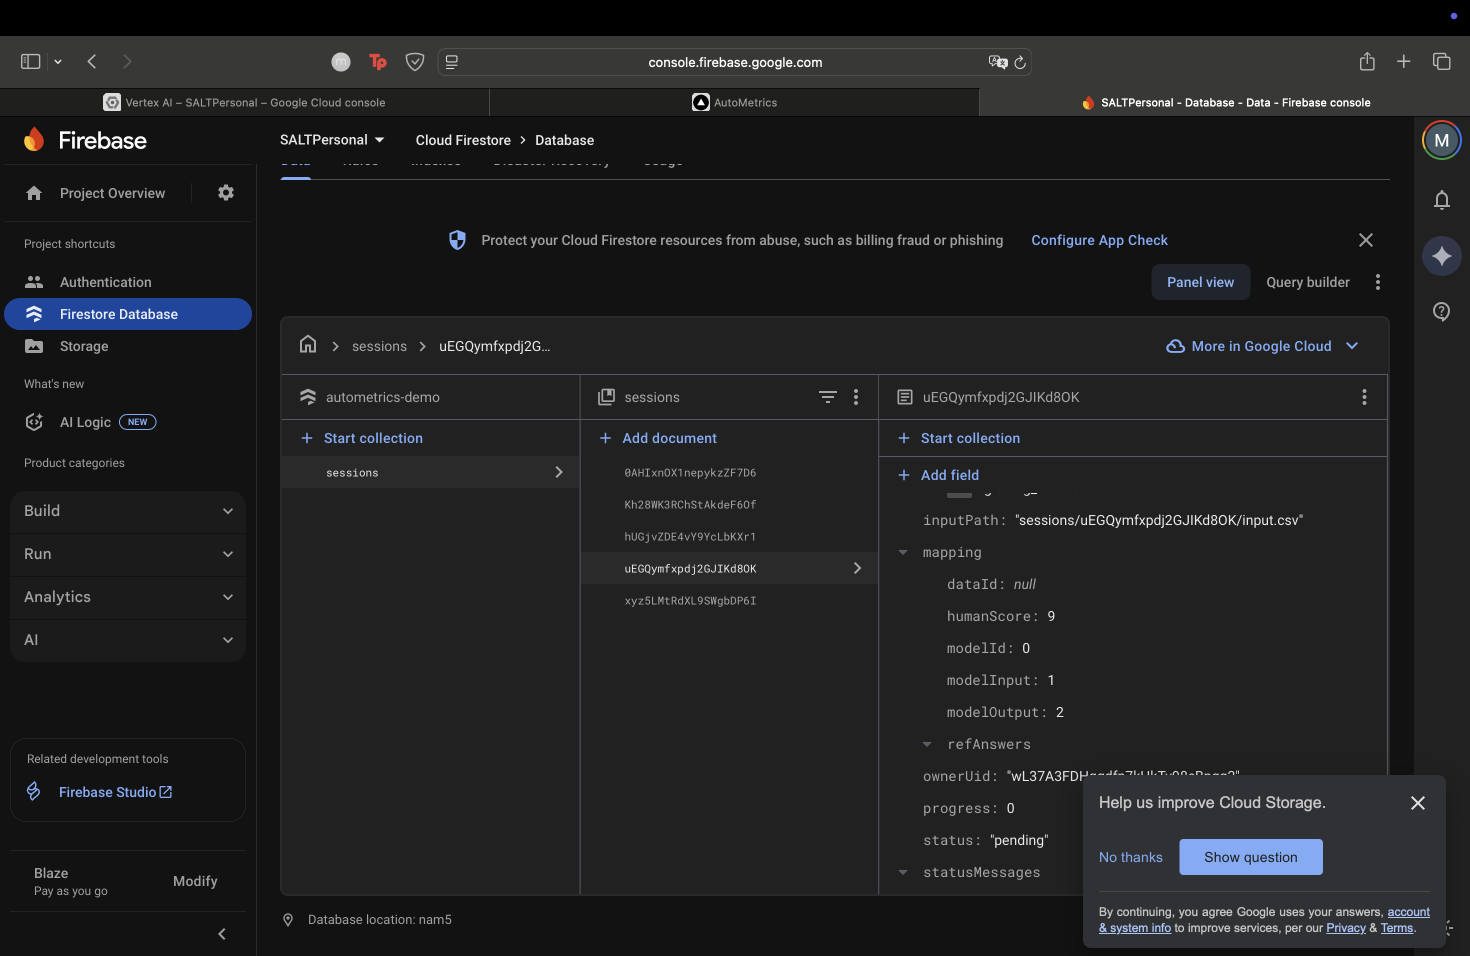 console.firebase.google.com
Vertex AI – SALTPersonal – Google Cloud console
AutoMetrics
SALTPersonal - Database - Data - Firebase console
Firebase
SALTPersonal
Cloud Firestore > Database
M
Project Overview
Protect your Cloud Firestore resources from abuse, such as billing fraud or phishing
Configure App Check
Project shortcuts
Authentication
Firestore Database
Storage
What's new
AI Logic
NEW
Product categories
Build
Run
Analytics
AI
Related development tools
Firebase Studio
Blaze
Pay as you go
Modify
Panel view
Query builder
sessions
uEGQymfxpdj2G...
More in Google Cloud
autometrics-demo
Start collection
sessions
sessions
Add document
0AHIxnOX1nepykzZF7D6
Kh28WK3RChStAkdeF6Of
hUGjvZDE4vY9YcLbKXr1
uEGQymfxpdj2GJIKd8OK
xyz5LMtRdXL9SWgbDP6I
uEGQymfxpdj2GJIKd8OK
Start collection
Add field
inputPath: "sessions/uEGQymfxpdj2GJIKd8OK/input.csv"
mapping
dataId: null
humanScore: 9
modelId: 0
modelInput: 1
modelOutput: 2
refAnswers
ownerUid:
progress: 0
status: "pending"
statusMessages
Database location: nam5
Help us improve Cloud Storage.
No thanks
Show question
By continuing, you agree Google uses your answers, account
& system info to improve services, per our Privacy & Terms.